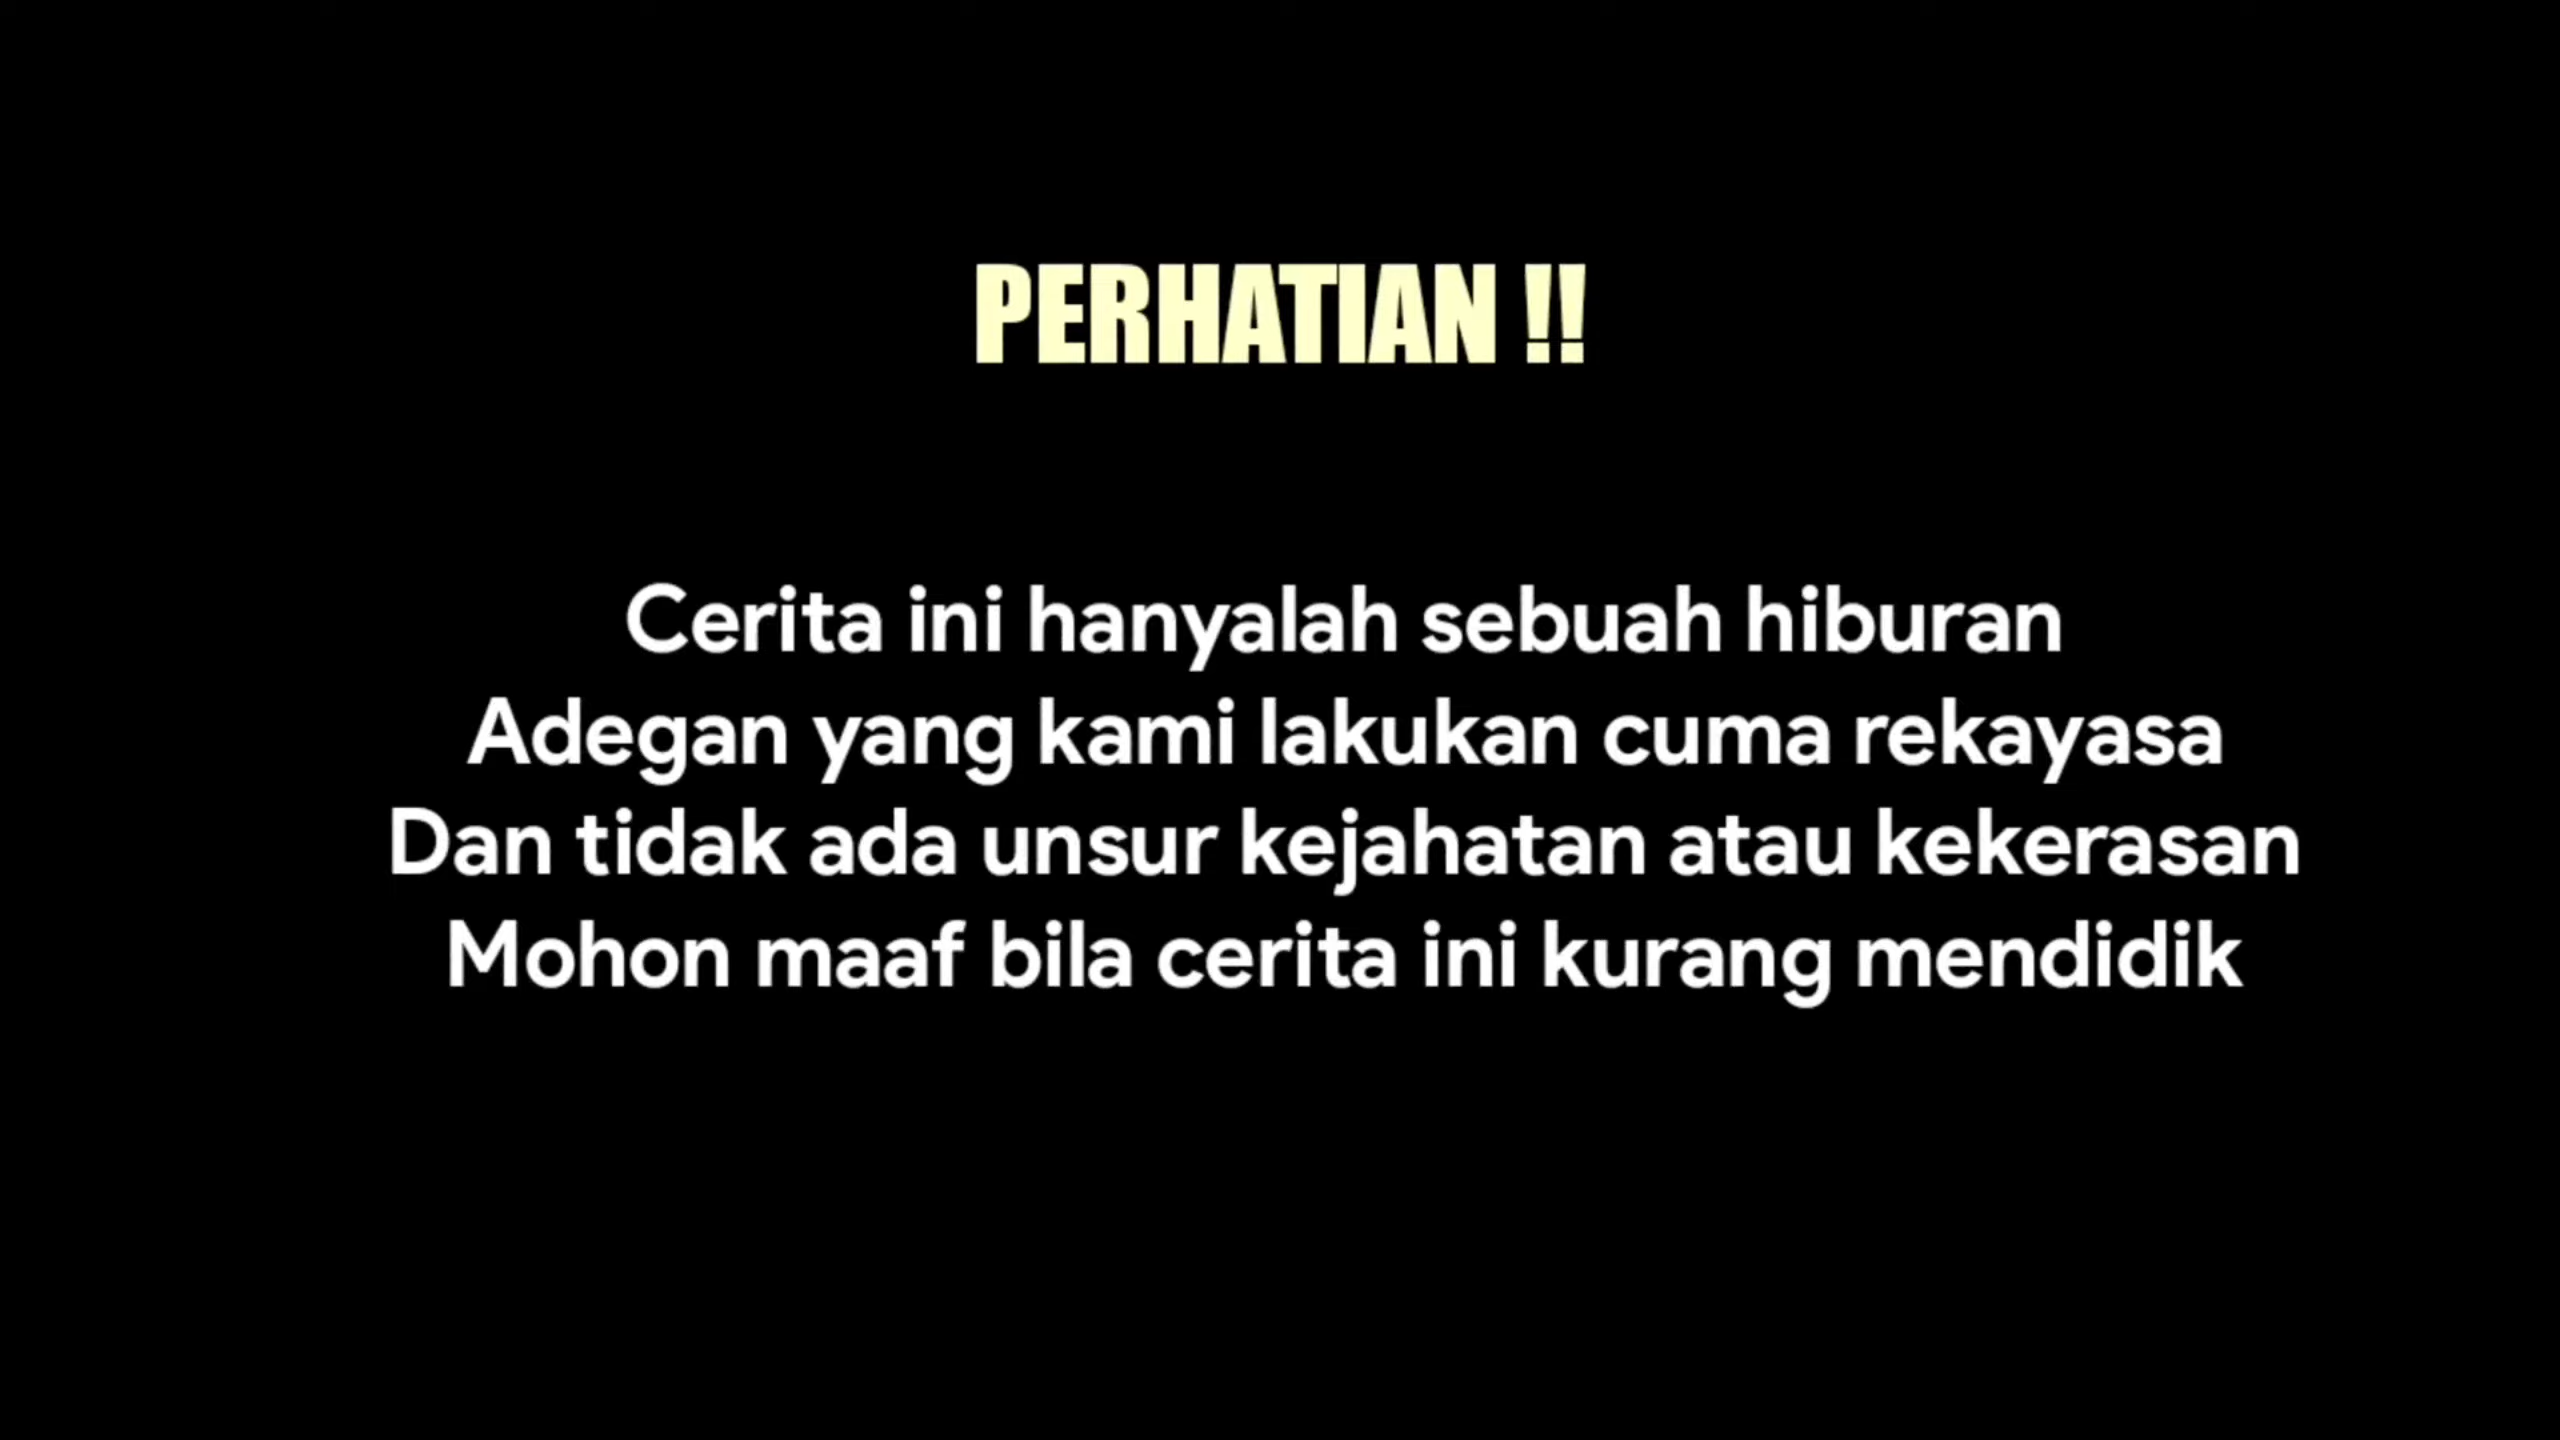 PERHATIAN !!
Cerita ini hanyalah sebuah hiburan
Adegan yang kami lakukan cuma rekayasa
Dan tidak ada unsur kejahatan atau kekerasan
Mohon maaf bila cerita ini kurang mendidik